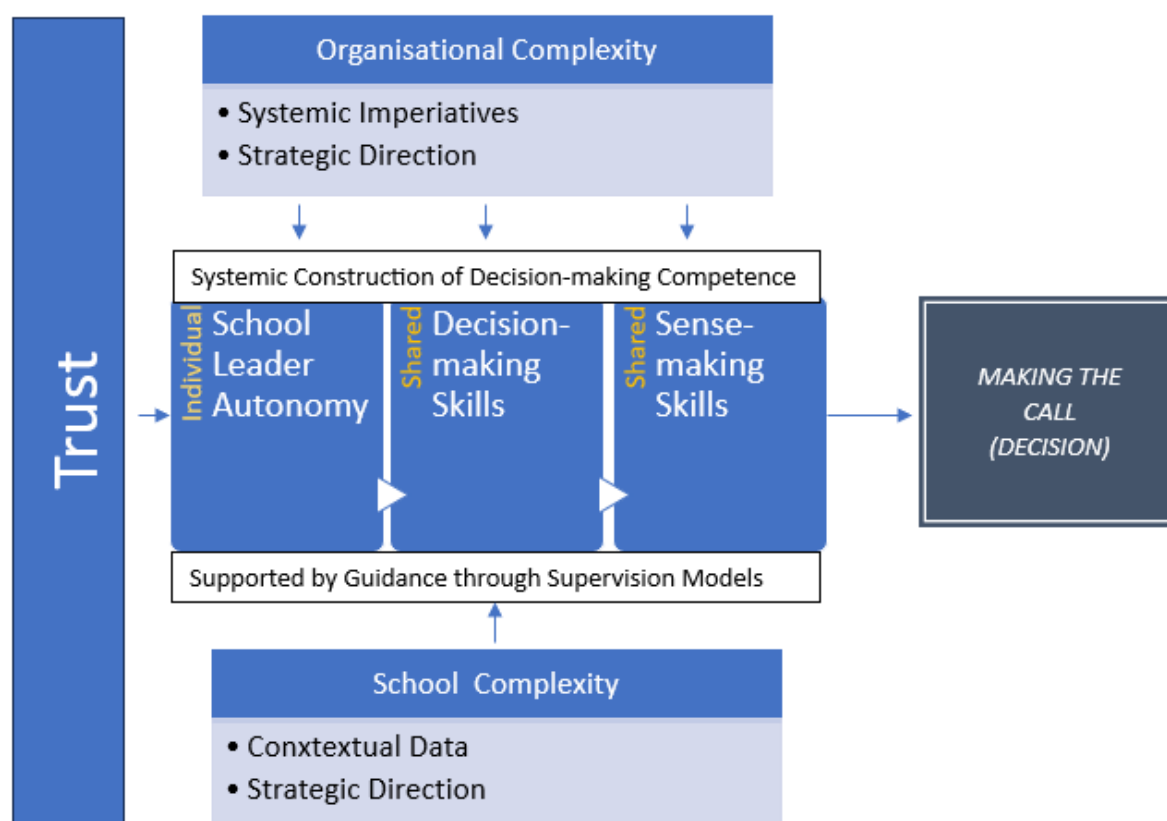 Trust
Organisational Complexity
• Systemic Imperiatives
• Strategic Direction
Systemic Construction of Decision-making Competence
Individual
School
Leader
Autonomy
Shared
Decision-
making
Skills
Shared
Sense-
making
Skills
MAKING THE
CALL
(DECISION)
Supported by Guidance through Supervision Models
School Complexity
• Conxtextual Data
• Strategic Direction